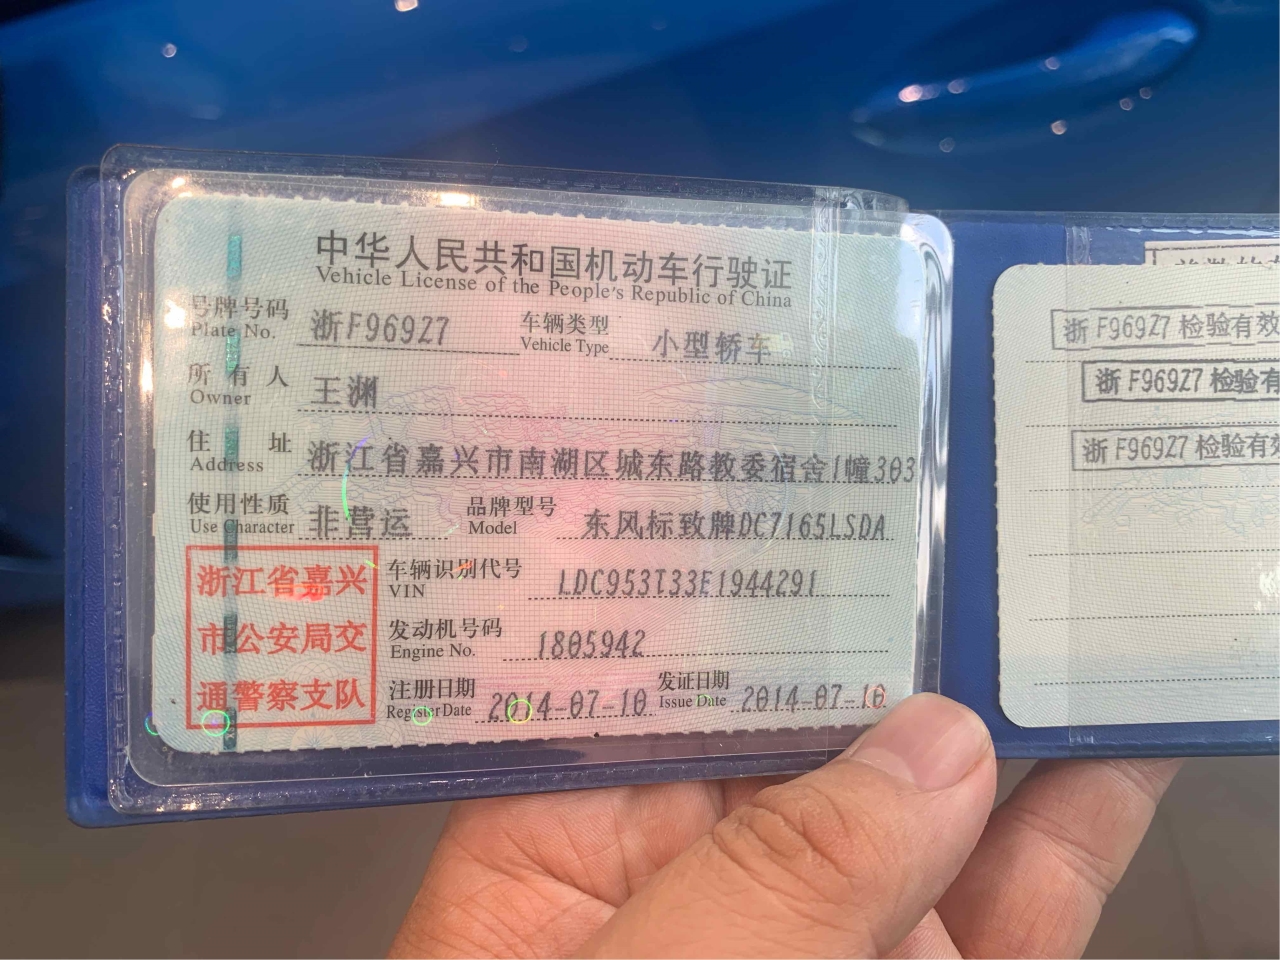 中华人民共和国机动车行驶证
Vehicle License of the People's Republic of China
号牌号码 浙F969Z7 车辆类型 小型轿车
Plate No. Vehicle Type
所有人 王渊
Owner
住址 浙江省嘉兴市南湖区城东路教委宿舍1幢303
Address
使用性质 非营运 品牌型号 东风标致牌DC7165LSDA
Use Character Model
浙江省嘉兴市公安局交通警察支队
车辆识别代号 LDC953T33E1944291
VIN
发动机号码 1805942
Engine No.
注册日期 2014-07-10 发证日期 2014-07-10
Register Date Issue Date
浙F969Z7 检验有效
浙F969Z7 检验有
浙F969Z7 检验有